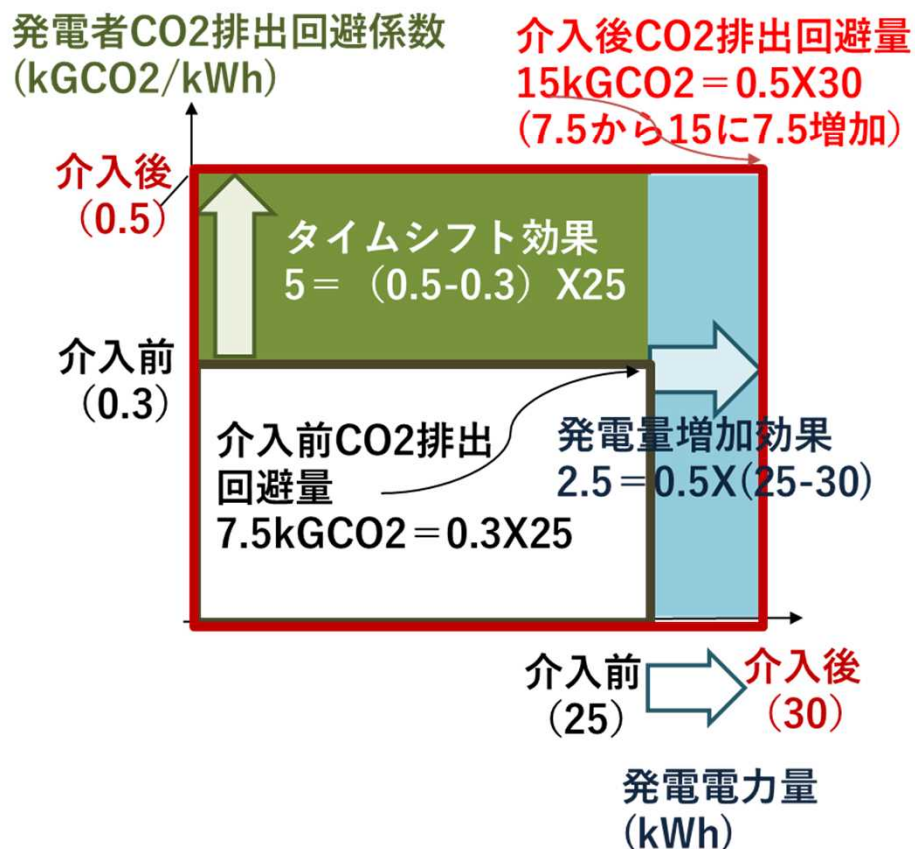 発電者CO2排出回避係数
(kGCO2/kWh)
介入後CO2排出回避量
15kGCO2＝0.5X30
(7.5から15に7.5増加)
介入後
（0.5）
タイムシフト効果
5＝（0.5-0.3）X25
介入前
（0.3）
介入前CO2排出
回避量
7.5kGCO2＝0.3X25
発電量増加効果
2.5＝0.5X(25-30)
介入前
（25）
介入後
（30）
発電電力量
(kWh)